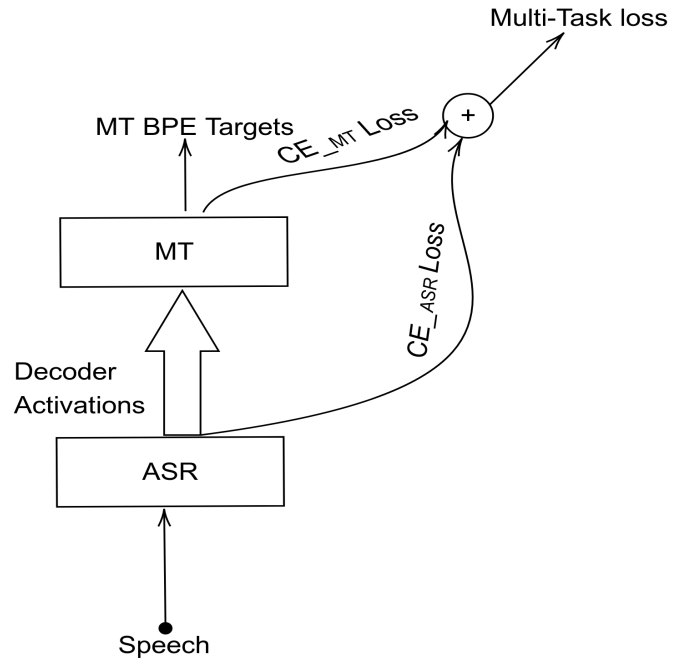 Multi-Task loss
+
MT BPE Targets
CE_MT Loss
MT
CE_ASR Loss
Decoder
Activations
ASR
Speech